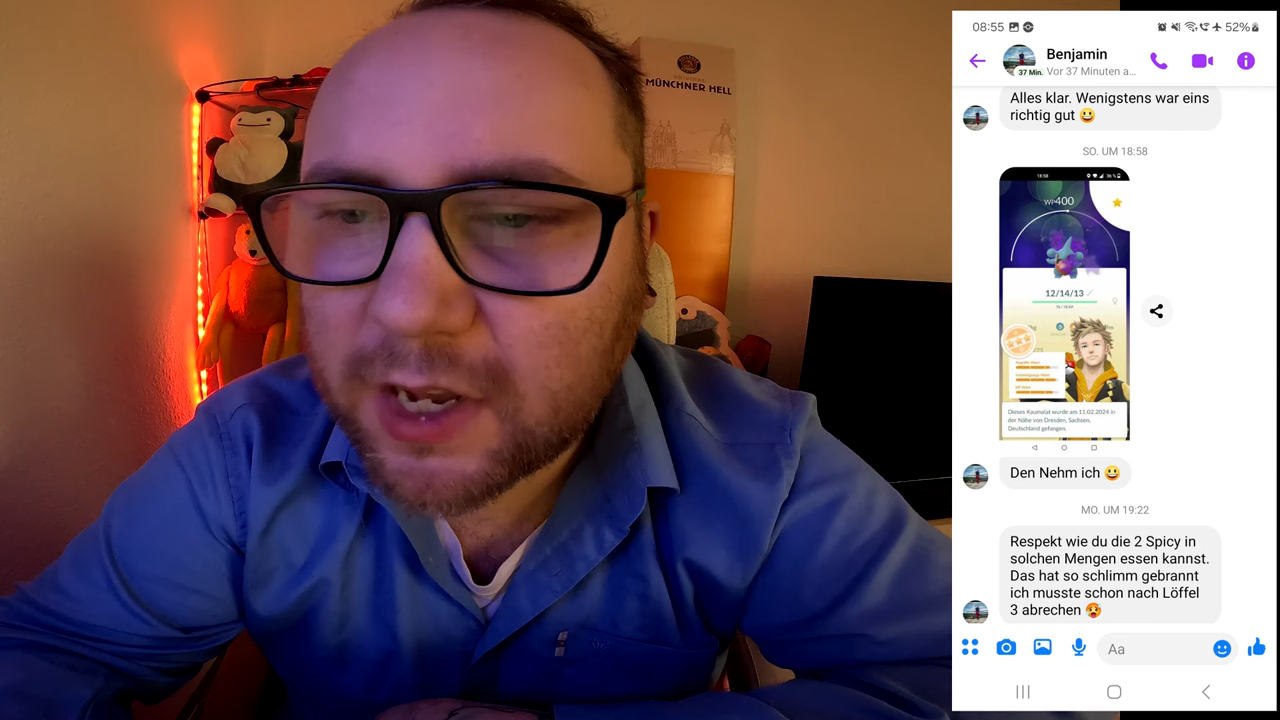 MÜNCHNER HELL
08:55
52%
Benjamin
37 Min.
Vor 37 Minuten a...
Alles klar. Wenigstens war eins
richtig gut 😀
SO. UM 18:58
18:58
WP400
12/14/13
Dieses Kaumalat wurde am 11.02.2024 in
der Nähe von Dresden, Sachsen,
Deutschland gefangen.
Den Nehm ich 😀
MO. UM 19:22
Respekt wie du die 2 Spicy in
solchen Mengen essen kannst.
Das hat so schlimm gebrannt
ich musste schon nach Löffel
3 abrechen 🥵
Aa